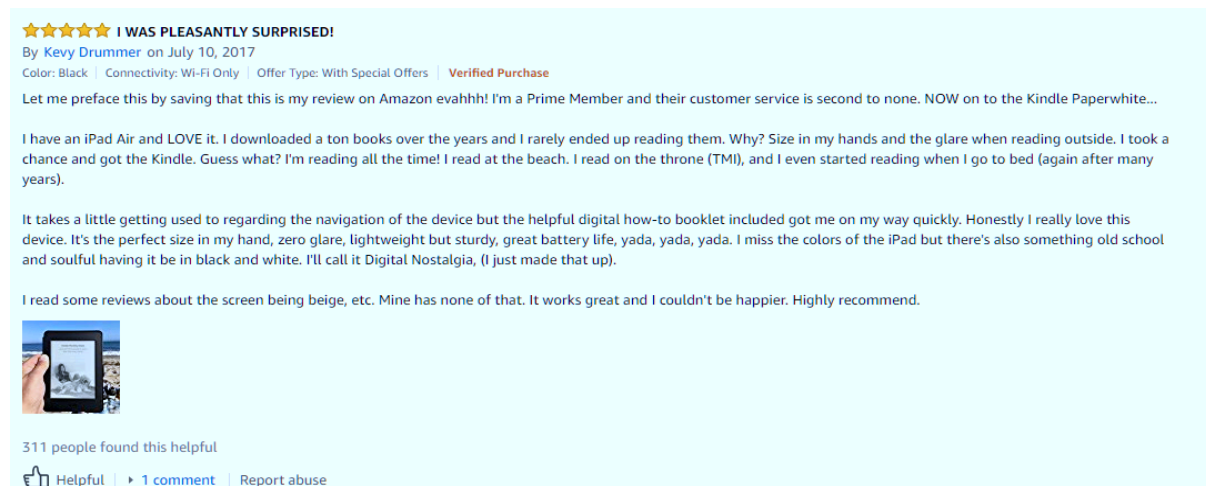 I WAS PLEASANTLY SURPRISED!
By Kevy Drummer on July 10, 2017
Color: Black | Connectivity: Wi-Fi Only | Offer Type: With Special Offers | Verified Purchase
Let me preface this by saving that this is my review on Amazon evahhh! I'm a Prime Member and their customer service is second to none. NOW on to the Kindle Paperwhite...
I have an iPad Air and LOVE it. I downloaded a ton books over the years and I rarely ended up reading them. Why? Size in my hands and the glare when reading outside. I took a
chance and got the Kindle. Guess what? I'm reading all the time! I read at the beach. I read on the throne (TMI), and I even started reading when I go to bed (again after many
years).
It takes a little getting used to regarding the navigation of the device but the helpful digital how-to booklet included got me on my way quickly. Honestly I really love this
device. It's the perfect size in my hand, zero glare, lightweight but sturdy, great battery life, yada, yada, yada. I miss the colors of the iPad but there's also something old school
and soulful having it be in black and white. I'll call it Digital Nostalgia, (I just made that up).
I read some reviews about the screen being beige, etc. Mine has none of that. It works great and I couldn't be happier. Highly recommend.
311 people found this helpful
Helpful | 1 comment | Report abuse